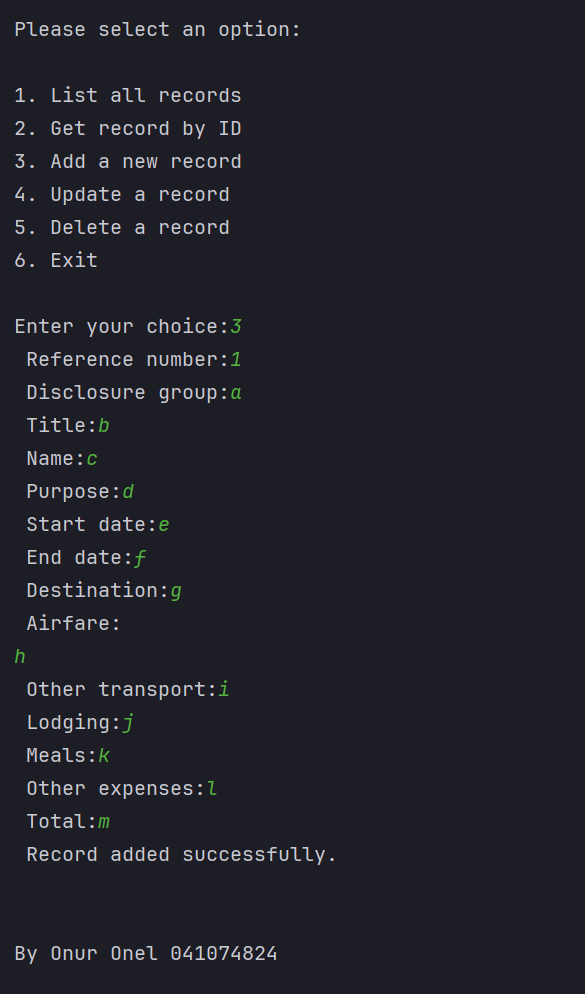 Please select an option:
1. List all records
2. Get record by ID
3. Add a new record
4. Update a record
5. Delete a record
6. Exit
Enter your choice:3
Reference number:1
Disclosure group:a
Title:b
Name:c
Purpose:d
Start date:e
End date:f
Destination:g
Airfare:
h
Other transport:i
Lodging:j
Meals:k
Other expenses:l
Total:m
Record added successfully.
By Onur Onel 041074824